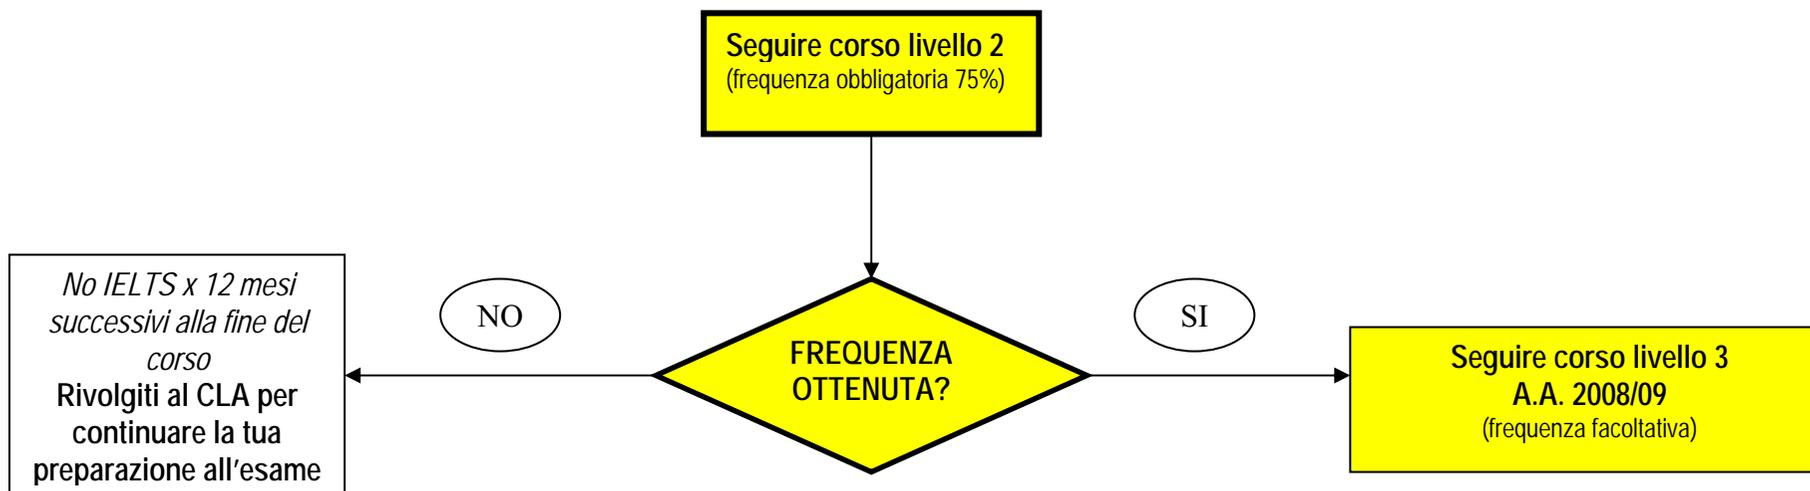 Seguire corso livello 2
(frequenza obbligatoria 75%)
No IELTS x 12 mesi
successivi alla fine del
corso
Rivolgiti al CLA per
continuare la tua
preparazione all'esame
NO
FREQUENZA
OTTENUTA?
SI
Seguire corso livello 3
A.A. 2008/09
(frequenza facoltativa)